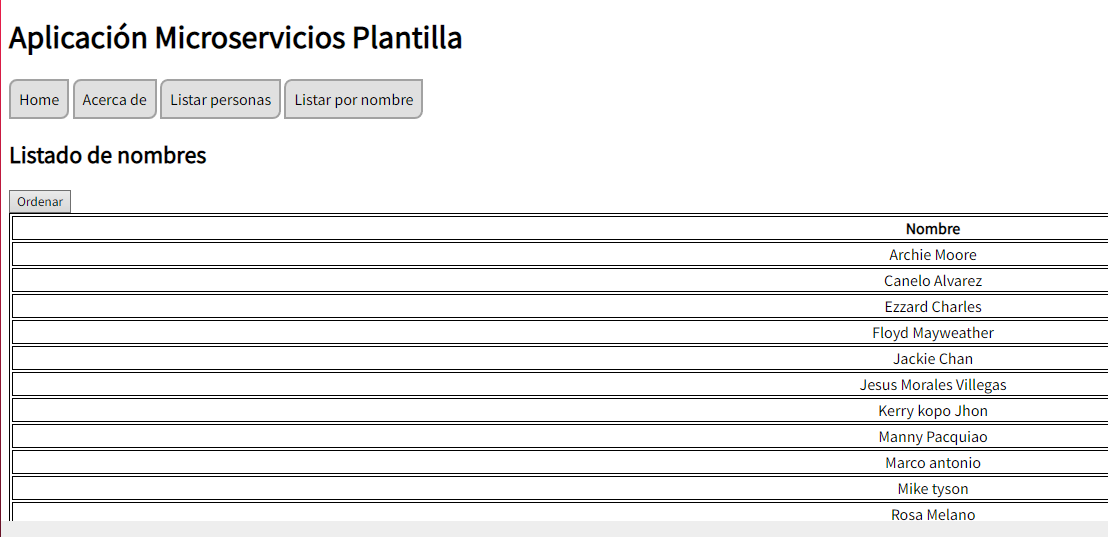 Aplicación Microservicios Plantilla
Home Acerca de Listar personas Listar por nombre
Listado de nombres
Ordenar
Nombre
Archie Moore
Canelo Alvarez
Ezzard Charles
Floyd Mayweather
Jackie Chan
Jesus Morales Villegas
Kerry kopo Jhon
Manny Pacquiao
Marco antonio
Mike tyson
Rosa Melano